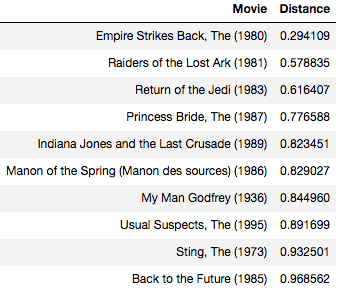 Movie Distance
Empire Strikes Back, The (1980) 0.294109
Raiders of the Lost Ark (1981) 0.578835
Return of the Jedi (1983) 0.616407
Princess Bride, The (1987) 0.776588
Indiana Jones and the Last Crusade (1989) 0.823451
Manon of the Spring (Manon des sources) (1986) 0.829027
My Man Godfrey (1936) 0.844960
Usual Suspects, The (1995) 0.891699
Sting, The (1973) 0.932501
Back to the Future (1985) 0.968562